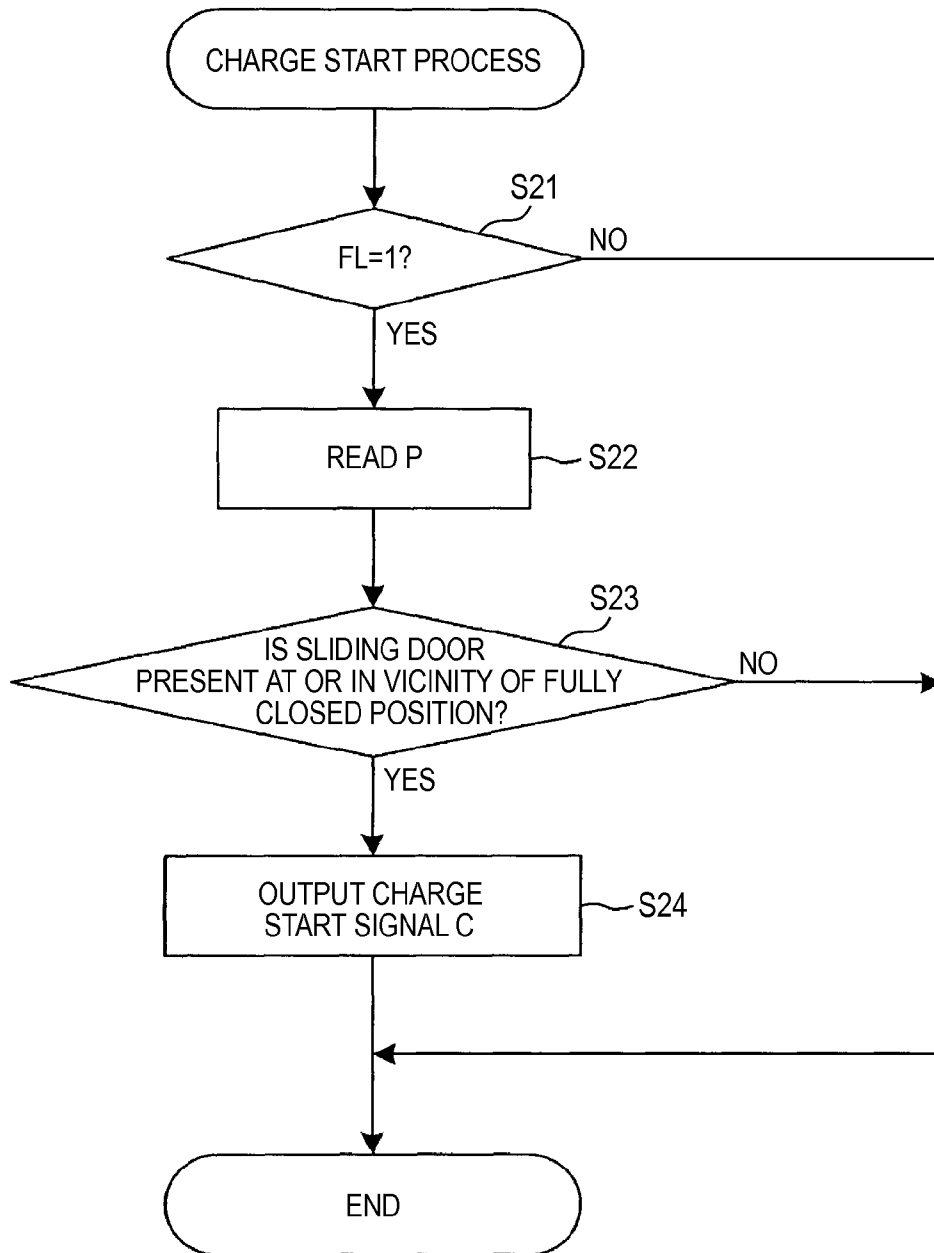 CHARGE START PROCESS
S21
FL=1?
NO
YES
READ P
S22
S23
IS SLIDING DOOR
PRESENT AT OR IN VICINITY OF FULLY
CLOSED POSITION?
NO
YES
OUTPUT CHARGE
START SIGNAL C
S24
END